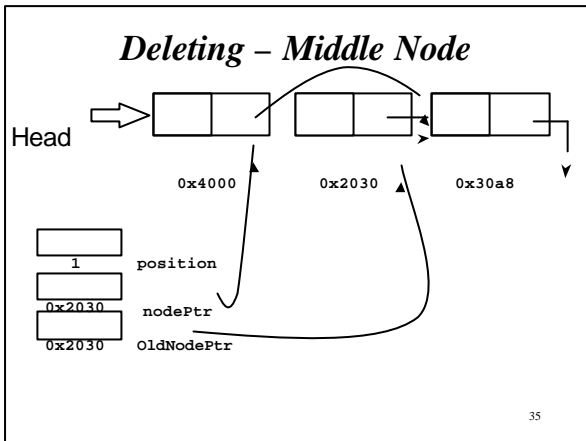 Deleting – Middle Node
Head
0x4000 0x2030 0x30a8
1 position
0x2030 nodePtr
0x2030 OldNodePtr
35